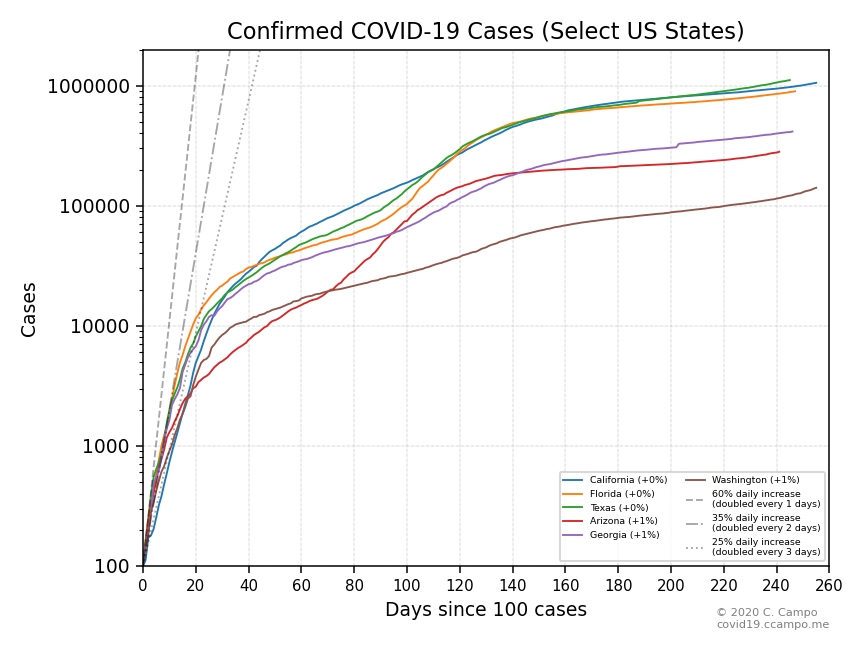 Confirmed COVID-19 Cases (Select US States)
1000000
100000
10000
1000
100
Cases
0 20 40 60 80 100 120 140 160 180 200 220 240 260
Days since 100 cases
California (+0%)
Florida (+0%)
Texas (+0%)
Arizona (+1%)
Georgia (+1%)
Washington (+1%)
60% daily increase
(doubled every 1 days)
35% daily increase
(doubled every 2 days)
25% daily increase
(doubled every 3 days)
© 2020 C. Campo
covid19.ccampo.me